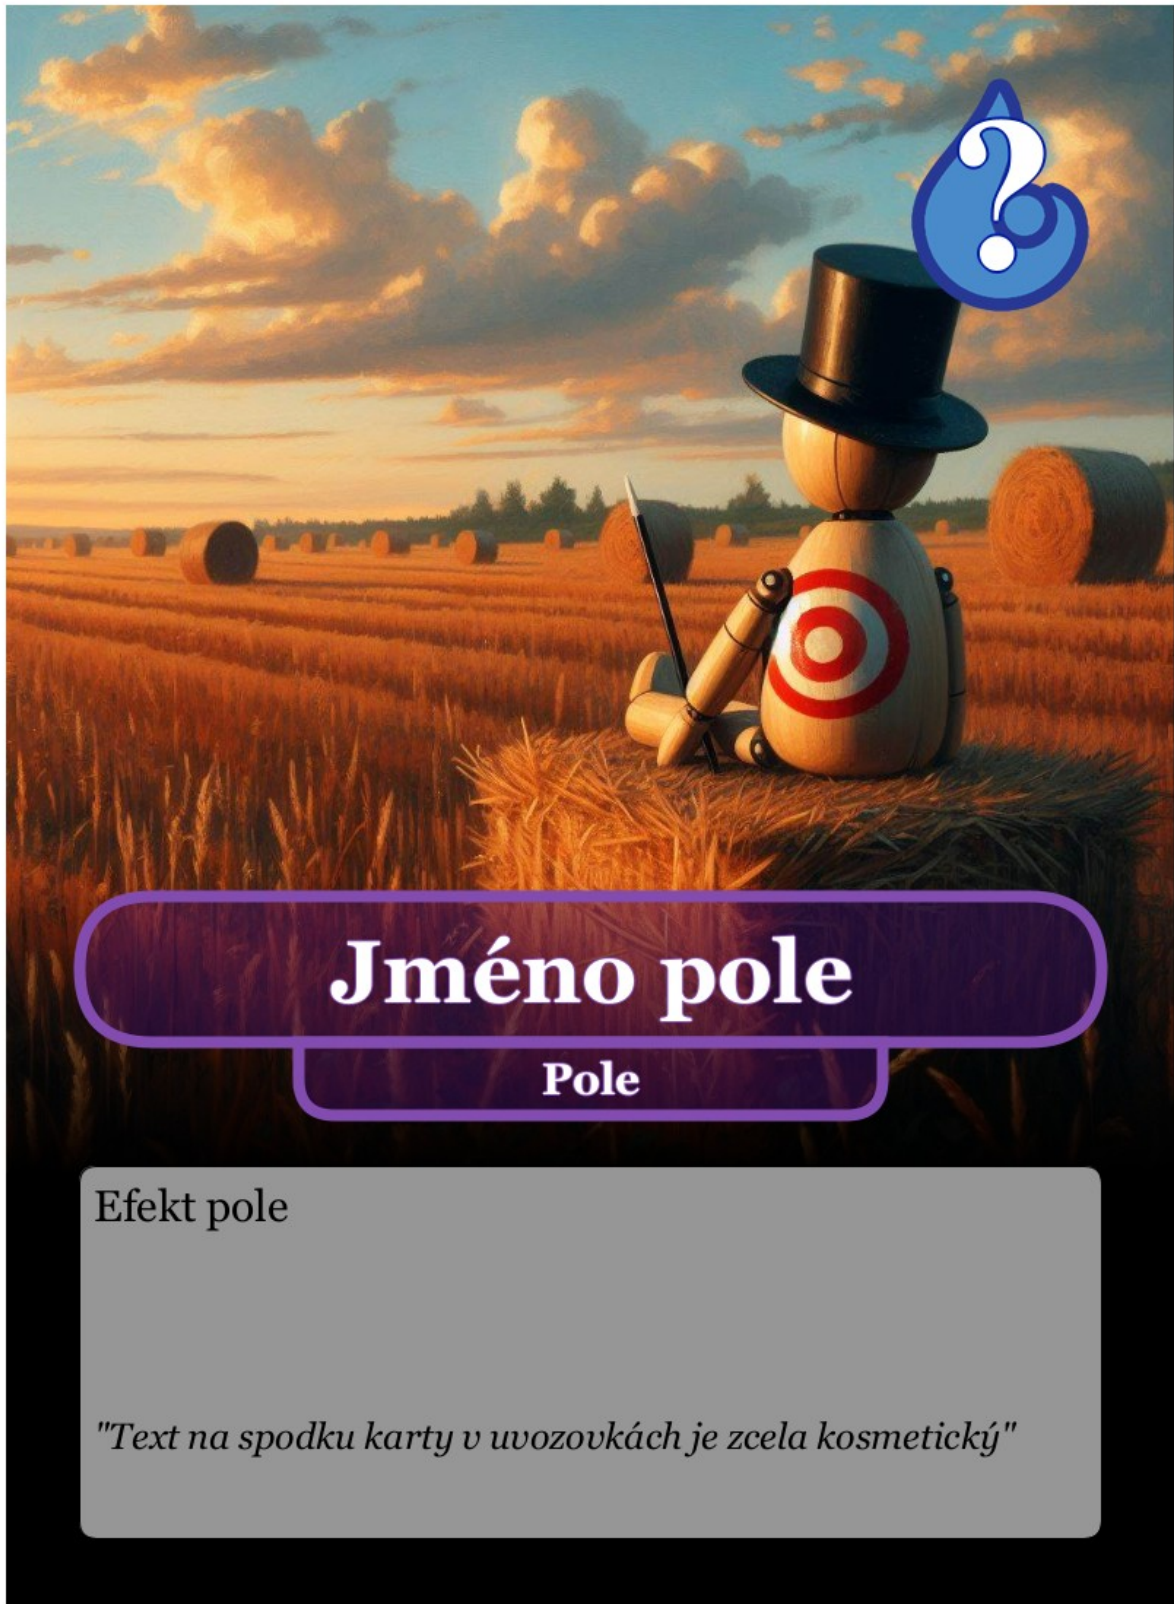 ?
Jméno pole
Pole
Efekt pole
"Text na spodku karty v uvozovkách je zcela kosmetický"